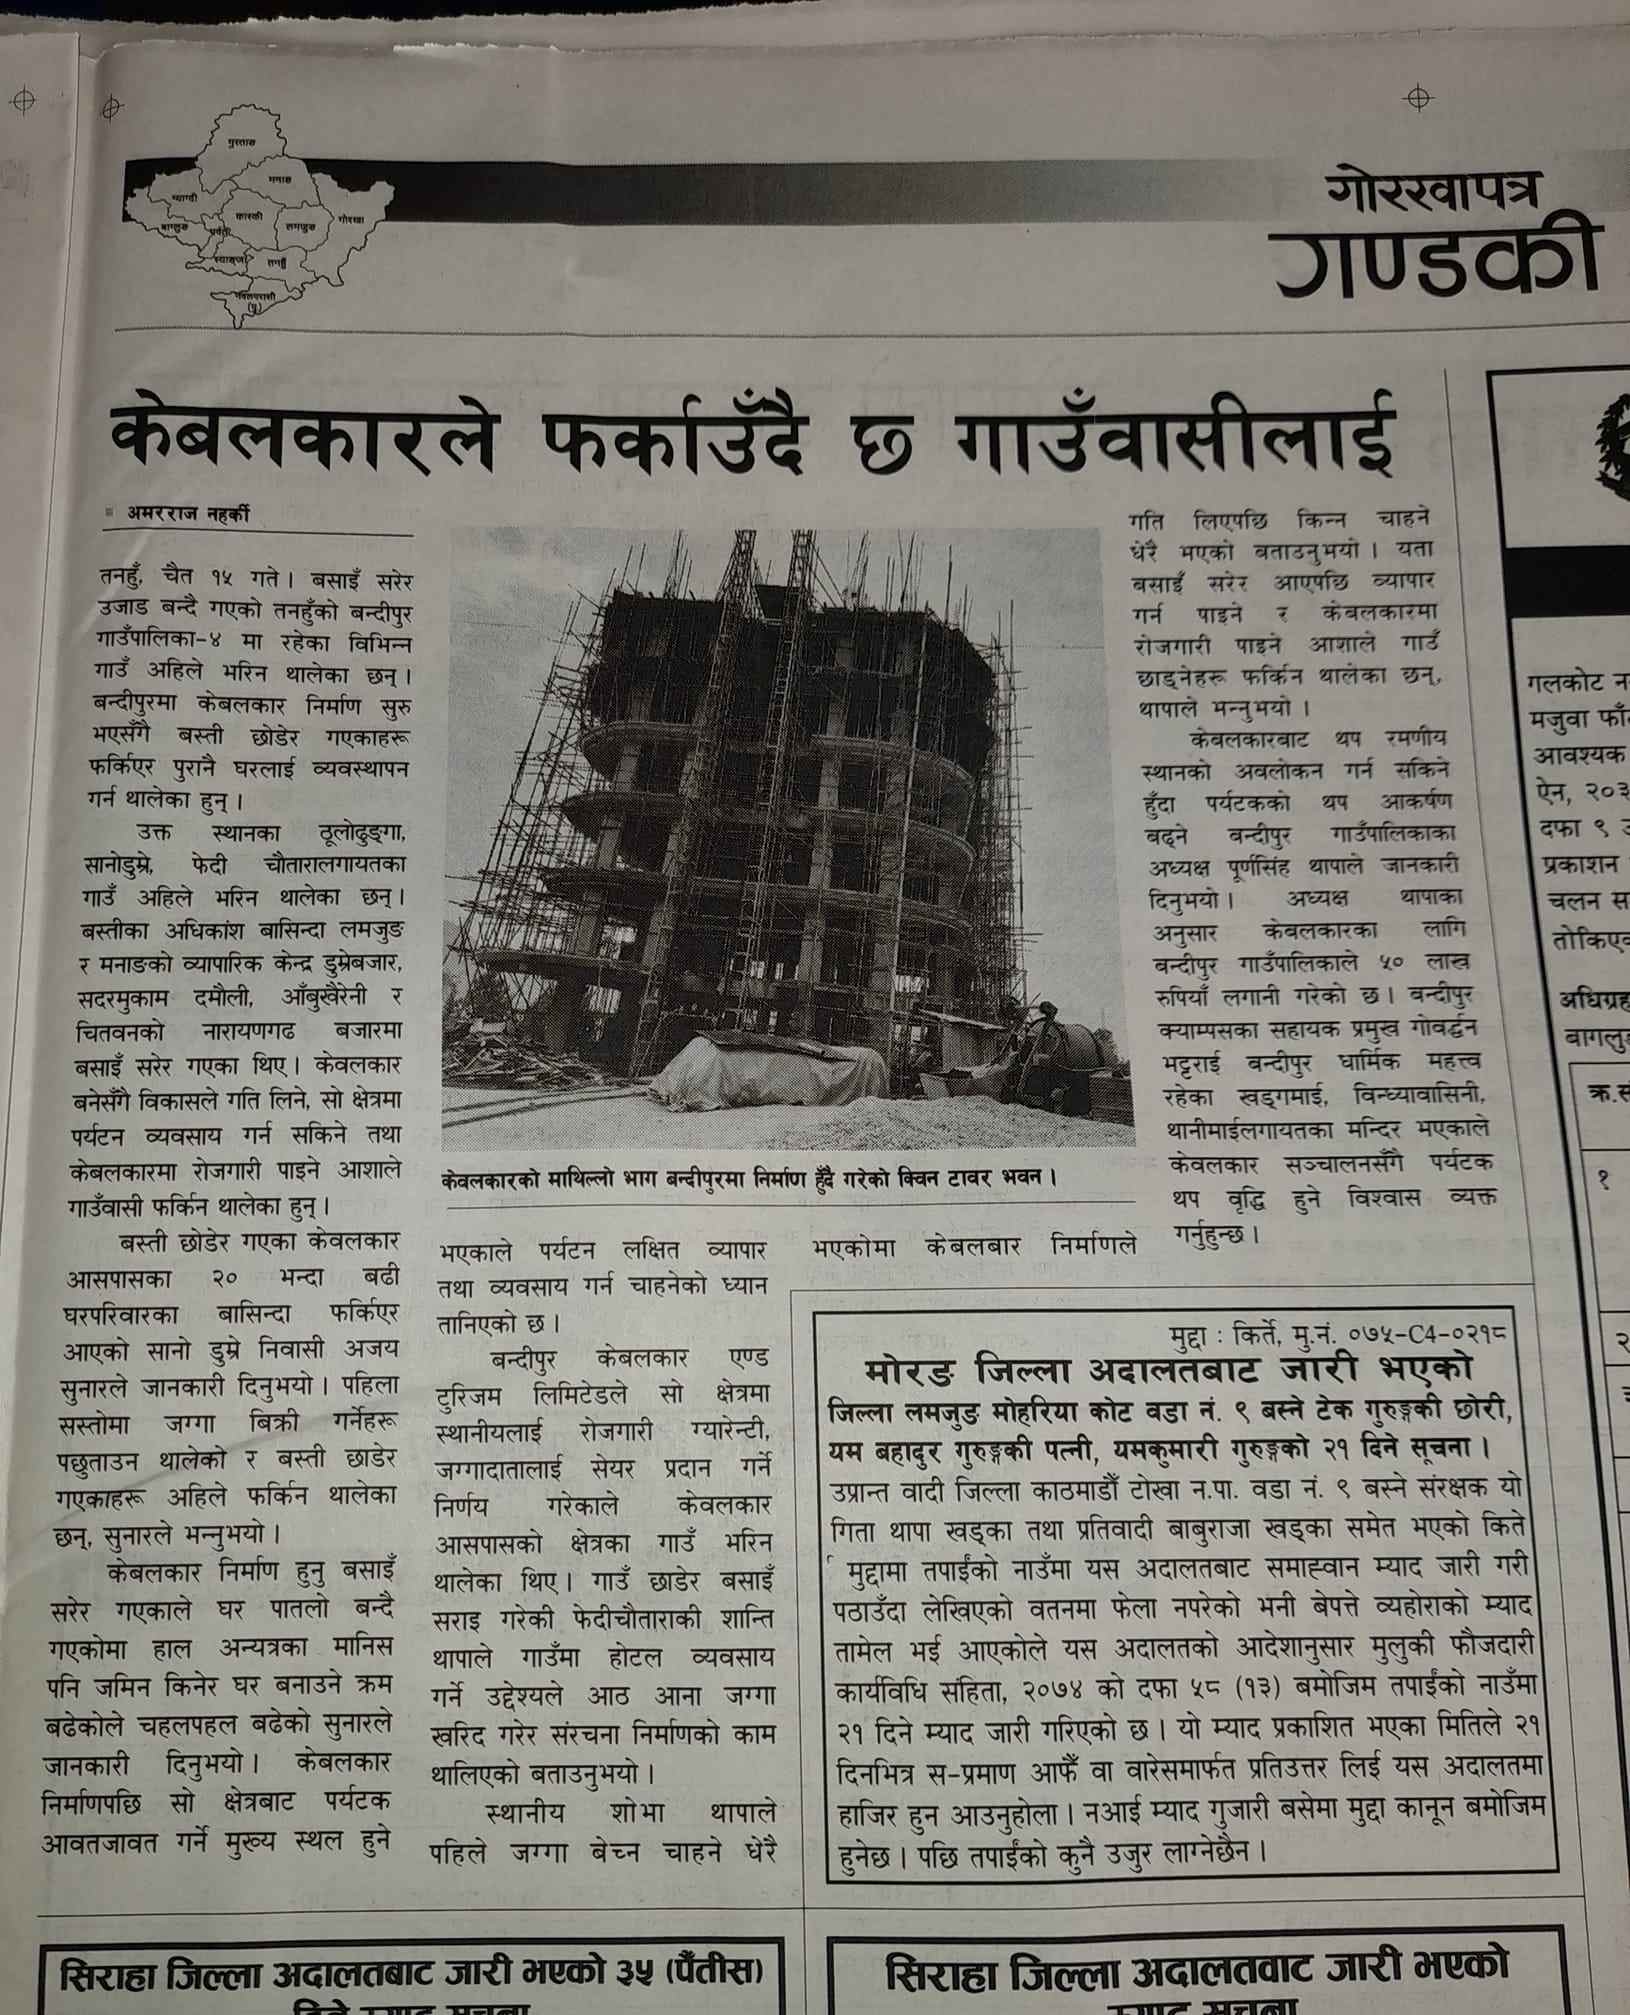 मुस्ताङ
मनाङ
म्याग्दी
कास्की
लमजुङ
गोरखा
बागलुङ
स्याङ्जा
तनहुँ
गोरखापत्र
गण्डकी
केबलकारले फर्काउँदै छ गाउँवासीलाई
अमरराज नहर्की
तनहुँ, चैत १५ गते । बसाइँ सरेर
उजाड बन्दै गएको तनहुँको बन्दीपुर
गाउँपालिका-४ मा रहेका विभिन्न
गाउँ अहिले भरिन थालेका छन् ।
बन्दीपुरमा केबलकार निर्माण सुरु
भएसँगै बस्ती छोडेर गएकाहरू
फर्किएर पुरानै घरलाई व्यवस्थापन
गर्न थालेका हुन् ।
उक्त स्थानका ठूलोढुङ्गा,
सानोडुम्रे, फेदी चौतारालगायतका
गाउँ अहिले भरिन थालेका छन् ।
बस्तीका अधिकांश बासिन्दा लमजुङ
र मनाङको व्यापारिक केन्द्र डुम्रेबजार,
सदरमुकाम दमौली, आँबुखैरेनी र
चितवनको नारायणगढ बजारमा
बसाइँ सरेर गएका थिए । केवलकार
बनेसँगै विकासले गति लिने, सो क्षेत्रमा
पर्यटन व्यवसाय गर्न सकिने तथा
केबलकारमा रोजगारी पाइने आशाले
गाउँवासी फर्किन थालेका हुन् ।
बस्ती छोडेर गएका केवलकार
आसपासका २० भन्दा बढी
घरपरिवारका बासिन्दा फर्किएर
आएको सानो डुम्रे निवासी अजय
सुनारले जानकारी दिनुभयो । पहिला
सस्तोमा जग्गा बिक्री गर्नेहरू
पछुताउन थालेको र बस्ती छाडेर
गएकाहरू अहिले फर्किन थालेका
छन्, सुनारले भन्नुभयो ।
केबलकार निर्माण हुनु बसाइँ
सरेर गएकाले घर पातलो बन्दै
गएकोमा हाल अन्यत्रका मानिस
पनि जमिन किनेर घर बनाउने क्रम
बढेकोले चहलपहल बढेको सुनारले
जानकारी दिनुभयो । केबलकार
निर्माणपछि सो क्षेत्रबाट पर्यटक
आवतजावत गर्ने मुख्य स्थल हुने
केवलकारको माथिल्लो भाग बन्दीपुरमा निर्माण हुँदै गरेको क्विन टावर भवन ।
भएकाले पर्यटन लक्षित व्यापार
तथा व्यवसाय गर्न चाहनेको ध्यान
तानिएको छ ।
बन्दीपुर केबलकार एण्ड
टुरिजम लिमिटेडले सो क्षेत्रमा
स्थानीयलाई रोजगारी ग्यारेन्टी,
जग्गादातालाई सेयर प्रदान गर्ने
निर्णय गरेकाले केवलकार
आसपासको क्षेत्रका गाउँ भरिन
थालेका थिए । गाउँ छाडेर बसाइँ
सराइ गरेकी फेदीचौताराकी शान्ति
थापाले गाउँमा होटल व्यवसाय
गर्ने उद्देश्यले आठ आना जग्गा
खरिद गरेर संरचना निर्माणको काम
थालिएको बताउनुभयो ।
स्थानीय शोभा थापाले
पहिले जग्गा बेच्न चाहने धेरै
भएकोमा केबलबार निर्माणले
गति लिएपछि किन्न चाहने
धेरै भएको बताउनुभयो । यता
बसाइँ सरेर आएपछि व्यापार
गर्न पाइने र केबलकारमा
रोजगारी पाइने आशाले गाउँ
छाड्नेहरू फर्किन थालेका छन्,
थापाले भन्नुभयो ।
केबलकारबाट थप रमणीय
स्थानको अवलोकन गर्न सकिने
हुँदा पर्यटकको थप आकर्षण
बढ्ने बन्दीपुर गाउँपालिकाका
अध्यक्ष पूर्णसिंह थापाले जानकारी
दिनुभयो । अध्यक्ष थापाका
अनुसार केबलकारका लागि
बन्दीपुर गाउँपालिकाले ५० लाख
रुपियाँ लगानी गरेको छ । बन्दीपुर
क्याम्पसका सहायक प्रमुख गोवर्द्धन
भट्टराई बन्दीपुर धार्मिक महत्त्व
रहेका खड्गमाई, विन्ध्यावासिनी,
थानीमाईलगायतका मन्दिर भएकाले
केवलकार सञ्चालनसँगै पर्यटक
थप वृद्धि हुने विश्वास व्यक्त
गर्नुहुन्छ ।
मुद्दा : किर्ते, मु.नं. ०७५-C4-०२१८
मोरङ जिल्ला अदालतबाट जारी भएको
जिल्ला लमजुङ मोहरिया कोट वडा नं. ९ बस्ने टेक गुरुङ्गकी छोरी,
यम बहादुर गुरुङ्गकी पत्नी, यमकुमारी गुरुङ्गको २१ दिने सूचना ।
उप्रान्त वादी जिल्ला काठमाडौँ टोखा न.पा. वडा नं. ९ बस्ने संरक्षक यो
गिता थापा खड्का तथा प्रतिवादी बाबुराजा खड्का समेत भएको किते
मुद्दामा तपाईंको नाउँमा यस अदालतबाट समाह्वान म्याद जारी गरी
पठाउँदा लेखिएको वतनमा फेला नपरेको भनी बेपत्ते व्यहोराको म्याद
तामेल भई आएकोले यस अदालतको आदेशानुसार मुलुकी फौजदारी
कार्यविधि संहिता, २०७४ को दफा ५८ (१३) बमोजिम तपाईंको नाउँमा
२१ दिने म्याद जारी गरिएको छ । यो म्याद प्रकाशित भएका मितिले २१
दिनभित्र स-प्रमाण आफैँ वा वारेसमार्फत प्रतिउत्तर लिई यस अदालतमा
हाजिर हुन आउनुहोला । नआई म्याद गुजारी बसेमा मुद्दा कानून बमोजिम
हुनेछ । पछि तपाईंको कुनै उजुर लाग्नेछैन ।
गलकोट
मजुवा
आवश्यक
ऐन,
दफा ९
प्रकाशन
चलन
अधिग्रह
क्र.सं
१
२
सिराहा जिल्ला अदालतबाट जारी भएको ३५ (पैँतीस)
सिराहा जिल्ला अदालतवाट जारी भएको